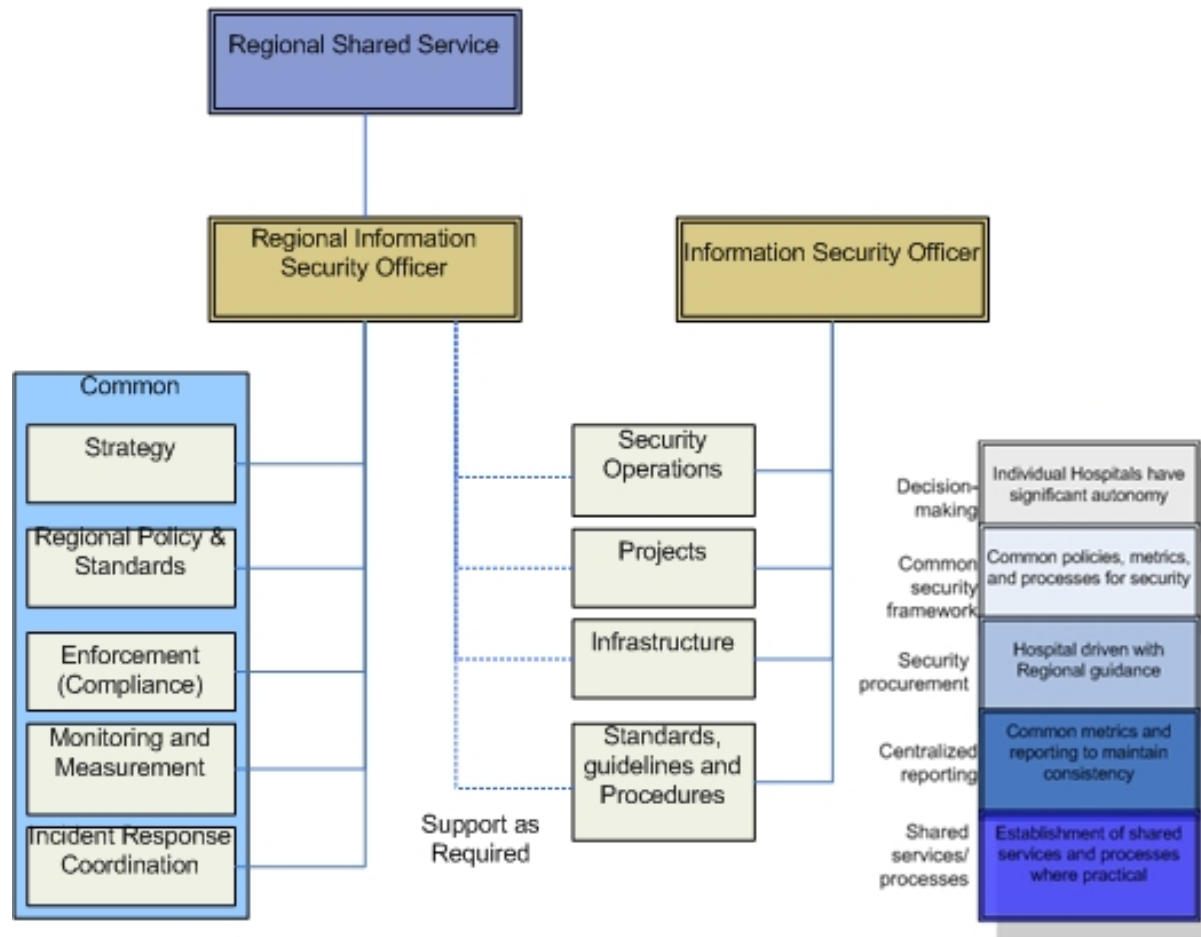 Regional Shared Service
Regional Information
Security Officer
Information Security Officer
Common
Strategy
Regional Policy &
Standards
Enforcement
(Compliance)
Monitoring and
Measurement
Incident Response
Coordination
Support as
Required
Security
Operations
Projects
Infrastructure
Standards,
guidelines and
Procedures
Decision-
making
Individual Hospitals have
significant autonomy
Common
security
framework
Common policies, metrics,
and processes for security
Security
procurement
Hospital driven with
Regional guidance
Centralized
reporting
Common metrics and
reporting to maintain
consistency
Shared
services/
processes
Establishment of shared
services and processes
where practical